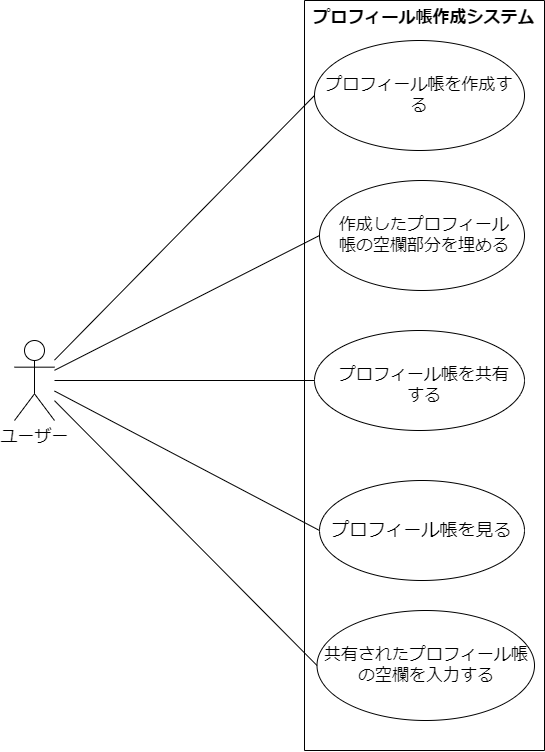 プロフィール帳作成システム
プロフィール帳を作成す
る
作成したプロフィール
帳の空欄部分を埋める
プロフィール帳を共有
する
ユーザー
プロフィール帳を見る
共有されたプロフィール帳
の空欄を入力する